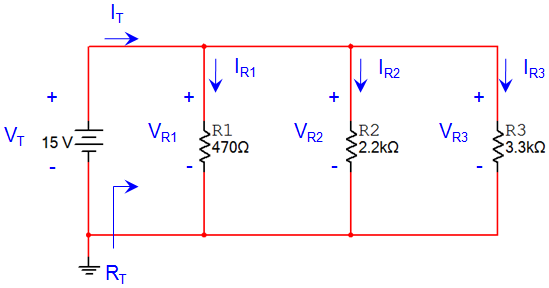 IT
IR1
IR2
IR3
+
+
+
+
VT
15 V
VR1
R1
470Ω
VR2
R2
2.2kΩ
VR3
R3
3.3kΩ
-
-
-
-
RT